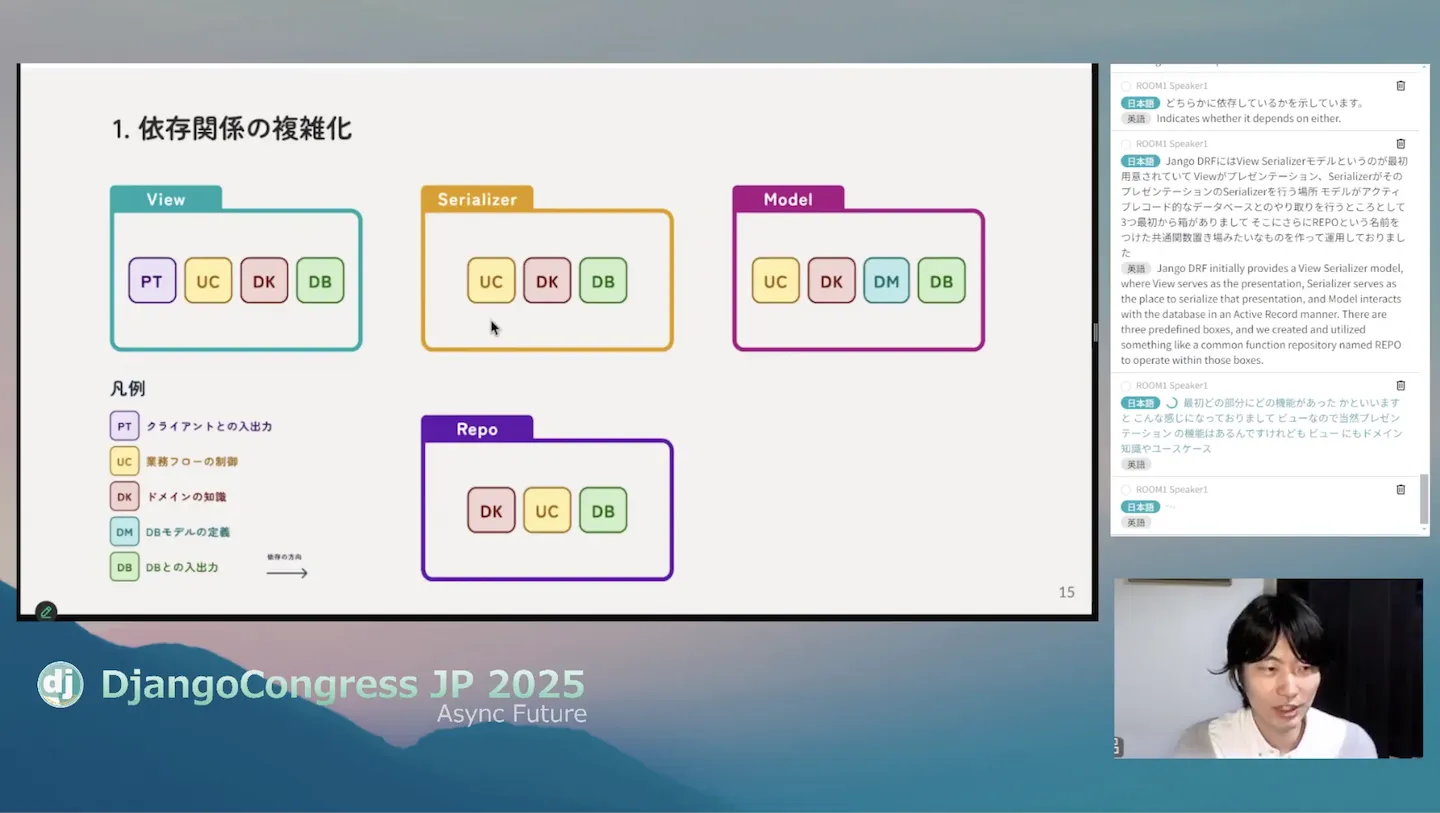 1. 依存関係の複雑化
View
PT UC DK DB
Serializer
UC DK DB
Model
UC DK DM DB
凡例
PT クライアントとの入出力
UC 業務フローの制御
DK ドメインの知識
DM DBモデルの定義
DB DBとの入出力
依存の方向
Repo
DK UC DB
15
dj DjangoCongress JP 2025
Async Future
ROOM1 Speaker1
日本語 どちらかに依存しているかを示しています。
英語 Indicates whether it depends on either.
ROOM1 Speaker1
日本語 Jango DRFにはView Serializerモデルというのが最初
用意されていて Viewがプレゼンテーション、Serializerがその
プレゼンテーションのSerializerを行う場所 モデルがアクティ
ブレコード的なデータベースとのやり取りを行うところとして
3つ最初から箱がありまして そこにさらにREPOという名前を
つけた共通関数置き場みたいなものを作って運用しておりまし
た
英語 Jango DRF initially provides a View Serializer model,
where View serves as the presentation, Serializer serves as
the place to serialize that presentation, and Model interacts
with the database in an Active Record manner. There are
three predefined boxes, and we created and utilized
something like a common function repository named REPO
to operate within those boxes.
ROOM1 Speaker1
日本語 最初どの部分にどの機能があった かといいます
と こんな感じになっておりまして ビューなので当然プレゼン
テーション の機能はあるんですけれども ビュー にもドメイン
知識やユースケース
英語
ROOM1 Speaker1
日本語 ...
英語